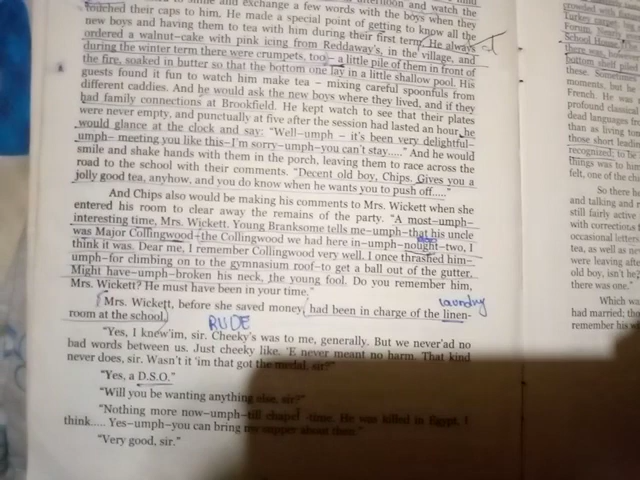 afternoon and watch the
touched their caps to him. He made a special point of getting to know all the
new boys and having them to tea with him during their first term. He always
ordered a walnut-cake with pink icing from Reddaway's, in the village, and
during the winter term there were crumpets, too – a little pile of them in front of
the fire, soaked in butter so that the bottom one lay in a little shallow pool. His
guests found it fun to watch him make tea – mixing careful spoonfuls from
different caddies. And he would ask the new boys where they lived, and if they
had family connections at Brookfield. He kept watch to see that their plates
were never empty, and punctually at five after the session had lasted an hour, he
would glance at the clock and say: "Well–umph – it's been very delightful–
umph– meeting you like this–I'm sorry–umph–you can't stay....." And he would
smile and shake hands with them in the porch, leaving them to race across the
road to the school with their comments. "Decent old boy, Chips. Gives you a
jolly good tea, anyhow, and you do know when he wants you to push off....."
And Chips also would be making his comments to Mrs. Wickett when she
entered his room to clear away the remains of the party. "A most–umph–
interesting time, Mrs. Wickett. Young Branksome tells me–umph–that his uncle
was Major Collingwood–the Collingwood we had here in–umph–nought–two, I
think it was. Dear me, I remember Collingwood very well. I once thrashed him–
umph–for climbing on to the gymnasium roof–to get a ball out of the gutter.
Might have–umph–broken his neck, the young fool. Do you remember him,
Mrs. Wickett? He must have been in your time."
laundry
Mrs. Wickett, before she saved money, had been in charge of the linen-
room at the school.
RUDE
"Yes, I knew'im, sir. Cheeky's was to me, generally. But we never'ad no
bad words between us. Just cheeky like. 'E never meant no harm. That kind
never does, sir. Wasn't it 'im that got the medal, sir?"
"Yes, a D.S.O."
"Will you be wanting anything else, sir?"
"Nothing more now–umph–till chapel–time. He was killed in Egypt, I
think..... Yes–umph–you can bring my supper about then."
"Very good, sir."